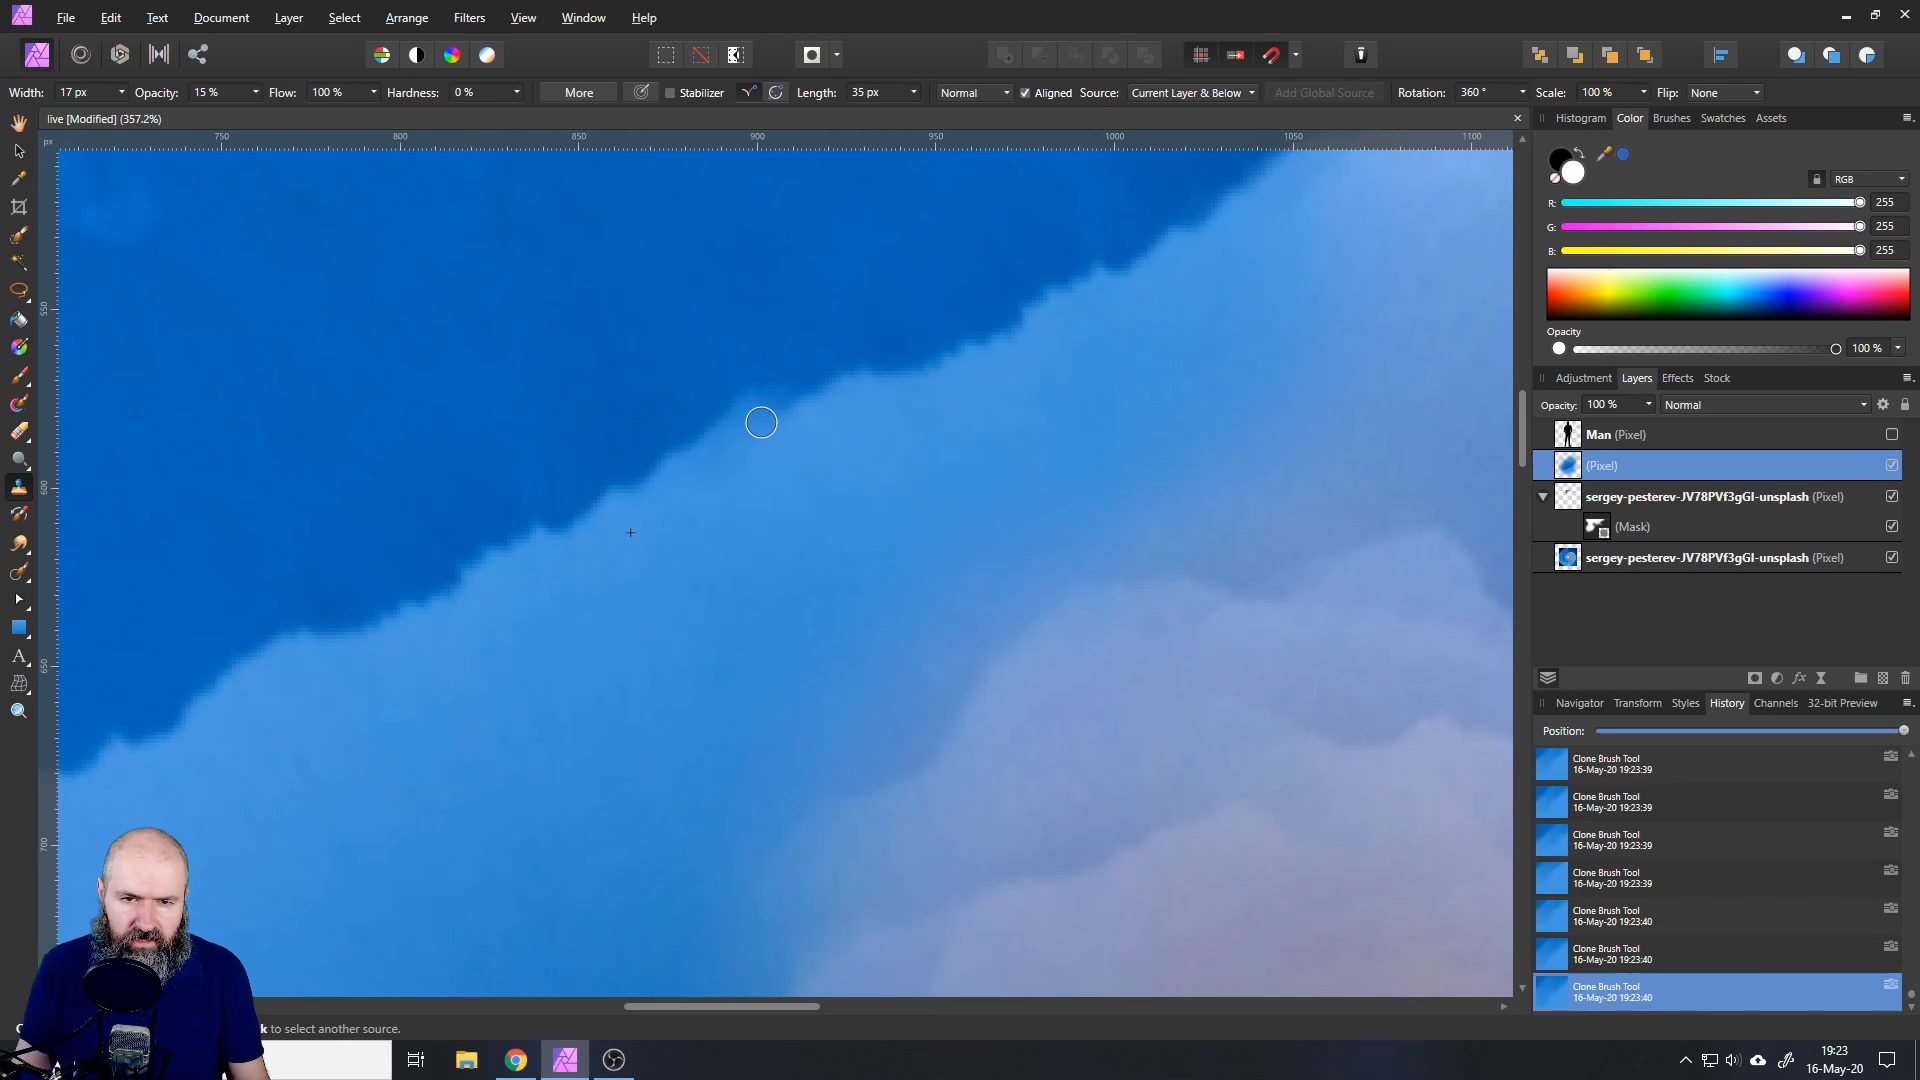 File Edit Text Document Layer Select Arrange Filters View Window Help
Width: 17 px Opacity: 15 % Flow: 100 % Hardness: 0 % More Stabilizer Length: 35 px Normal Aligned Source: Current Layer & Below Add Global Source Rotation: 360 ° Scale: 100 % Flip: None
live [Modified] (357.2%)
Histogram Color Brushes Swatches Assets
px 750 800 850 900 950 1000 1050 1100
550
600
650
700
RGB
R: 255
G: 255
B: 255
Opacity
100 %
Adjustment Layers Effects Stock
Opacity: 100 % Normal
Man (Pixel)
(Pixel)
sergey-pesterev-JV78PVf3gGI-unsplash (Pixel)
(Mask)
sergey-pesterev-JV78PVf3gGI-unsplash (Pixel)
fx
Navigator Transform Styles History Channels 32-bit Preview
Position:
Clone Brush Tool
16-May-20 19:23:39
Clone Brush Tool
16-May-20 19:23:39
Clone Brush Tool
16-May-20 19:23:39
Clone Brush Tool
16-May-20 19:23:39
Clone Brush Tool
16-May-20 19:23:40
Clone Brush Tool
16-May-20 19:23:40
Clone Brush Tool
16-May-20 19:23:40
to select another source.
19:23
16-May-20